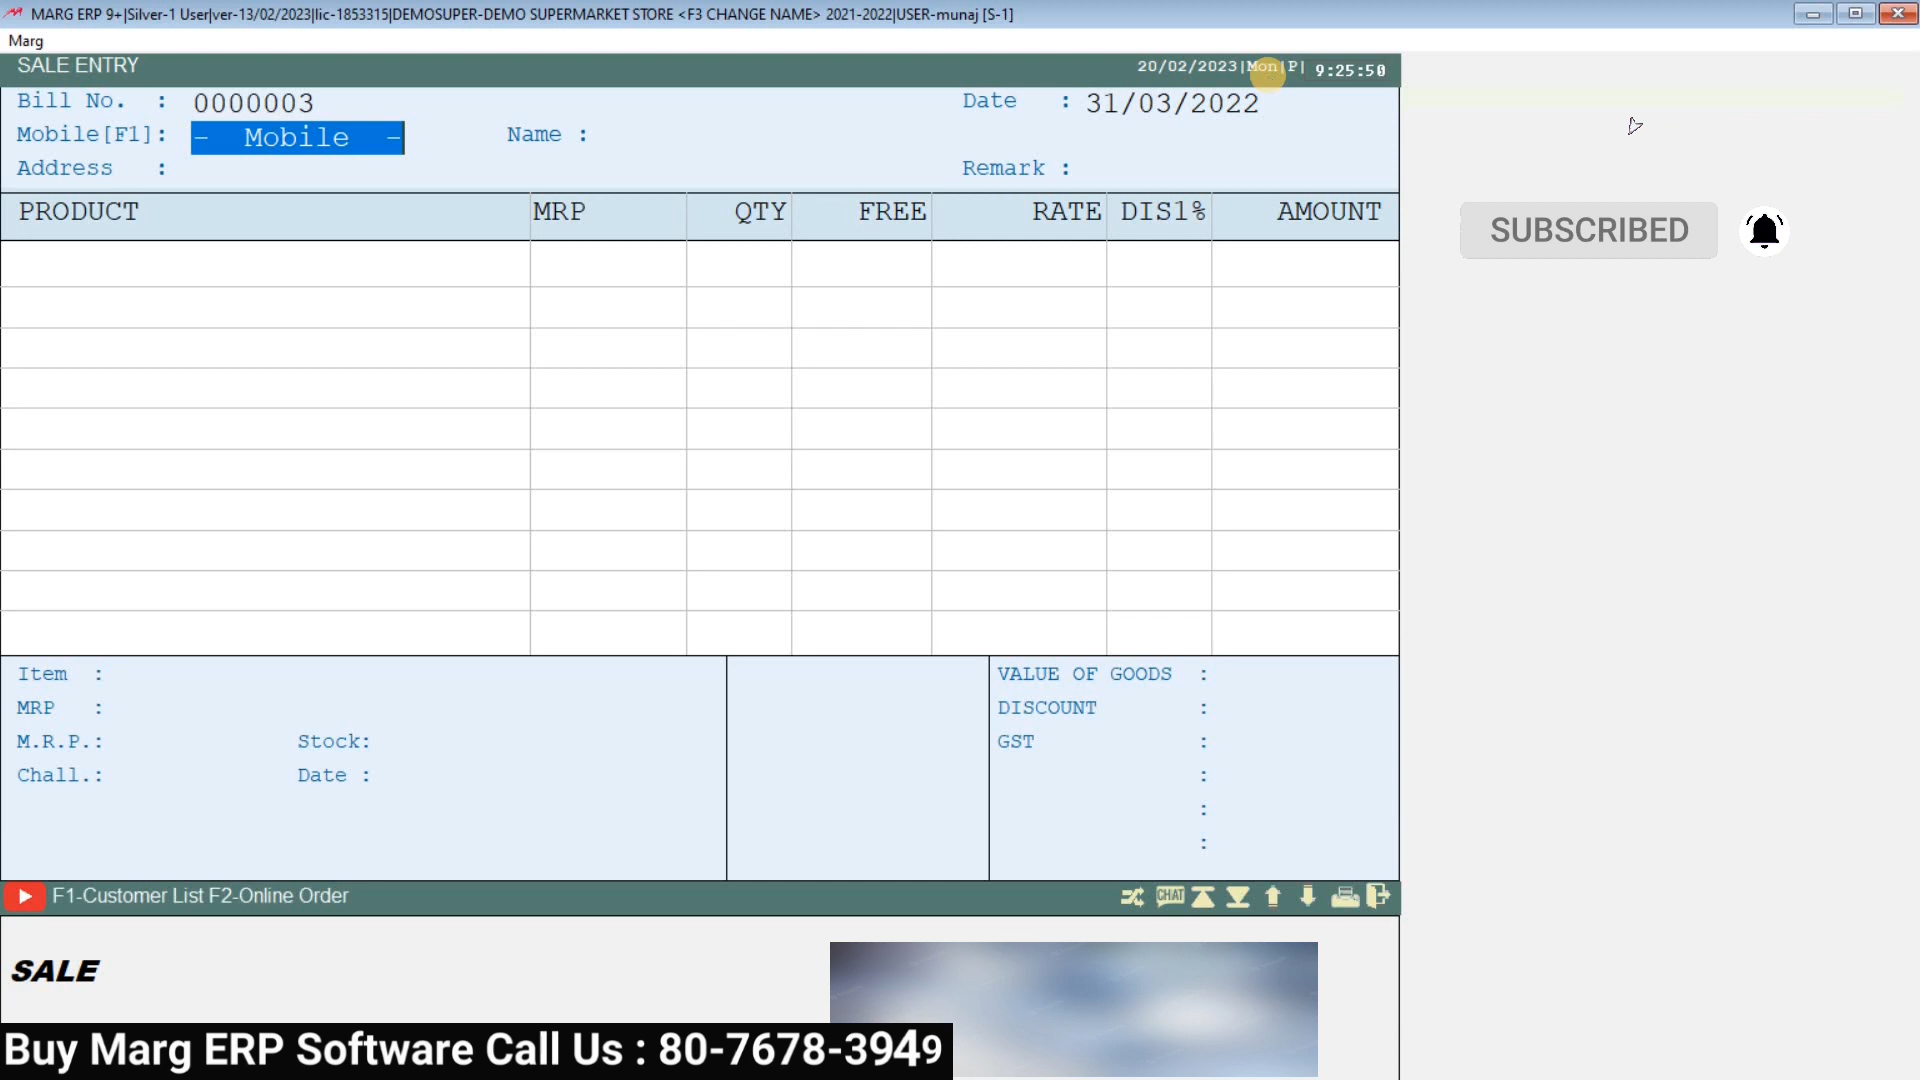 MARG ERP 9+|Silver-1 User|ver-13/02/2023|lic-1853315|DEMOSUPER-DEMO SUPERMARKET STORE <F3 CHANGE NAME> 2021-2022|USER-munaj [S-1]
Marg
SALE ENTRY 20/02/2023|Mon|P| 9:25:50
Bill No. : 0000003 Date : 31/03/2022
Mobile[F1]: - Mobile - Name :
Address : Remark :
PRODUCT MRP QTY FREE RATE DIS1% AMOUNT
SUBSCRIBED
Item : VALUE OF GOODS :
MRP : DISCOUNT :
M.R.P.: Stock: GST :
Chall.: Date : :
:
:
F1-Customer List F2-Online Order CHAT
SALE
Buy Marg ERP Software Call Us : 80-7678-3949